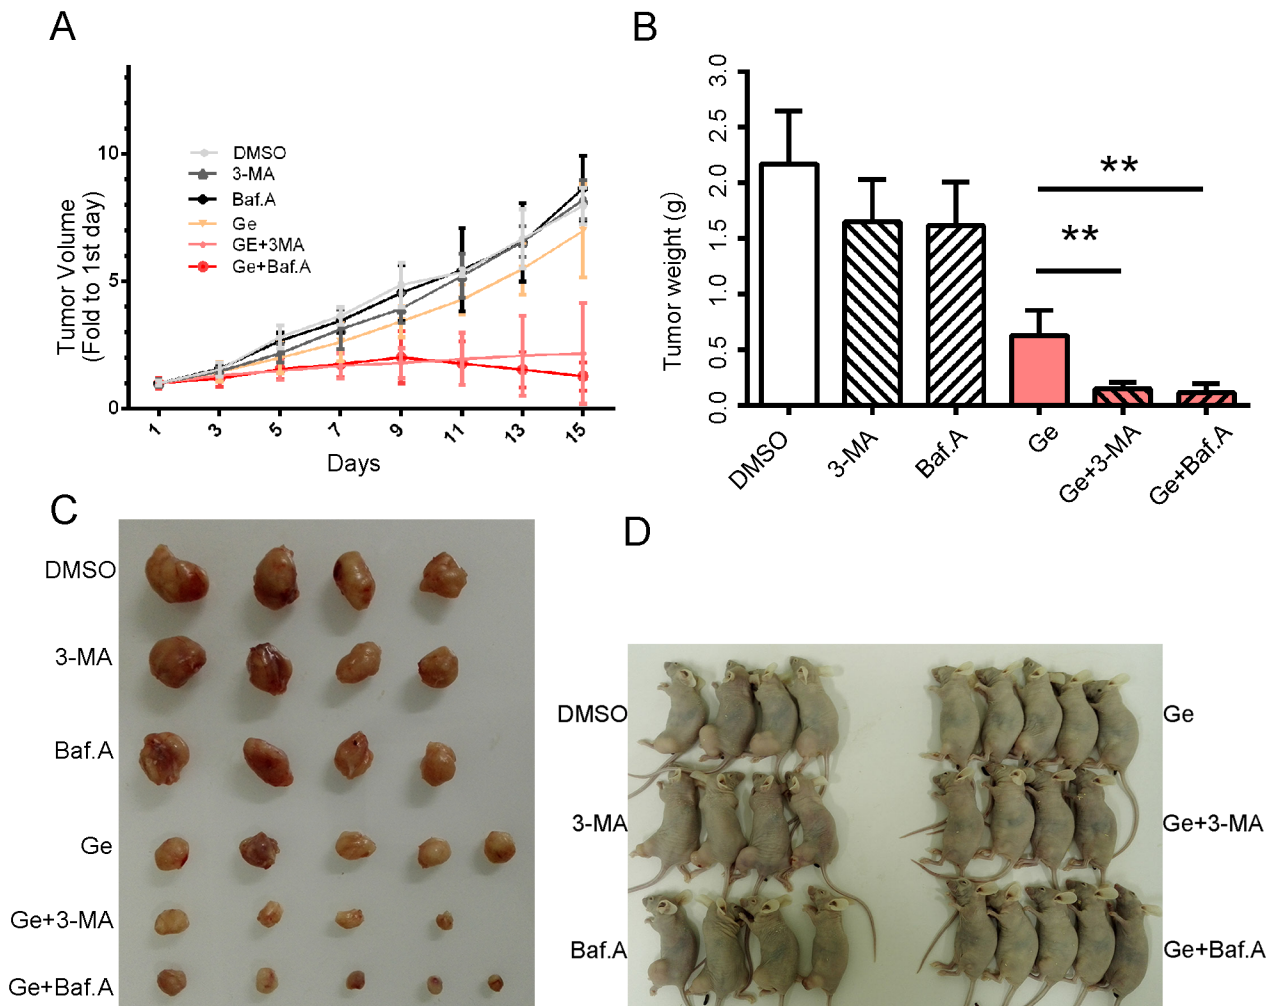 A
Tumor Volume
(Fold to 1st day)
10
5
0
DMSO
3-MA
Baf.A
Ge
GE+3MA
Ge+Baf.A
1 3 5 7 9 11 13 15
Days
B
Tumor weight (g)
3.0
2.5
2.0
1.5
1.0
0.5
0.0
**
**
DMSO 3-MA Baf.A Ge Ge+3-MA Ge+Baf.A
C
DMSO
3-MA
Baf.A
Ge
Ge+3-MA
Ge+Baf.A
D
DMSO
3-MA
Baf.A
Ge
Ge+3-MA
Ge+Baf.A